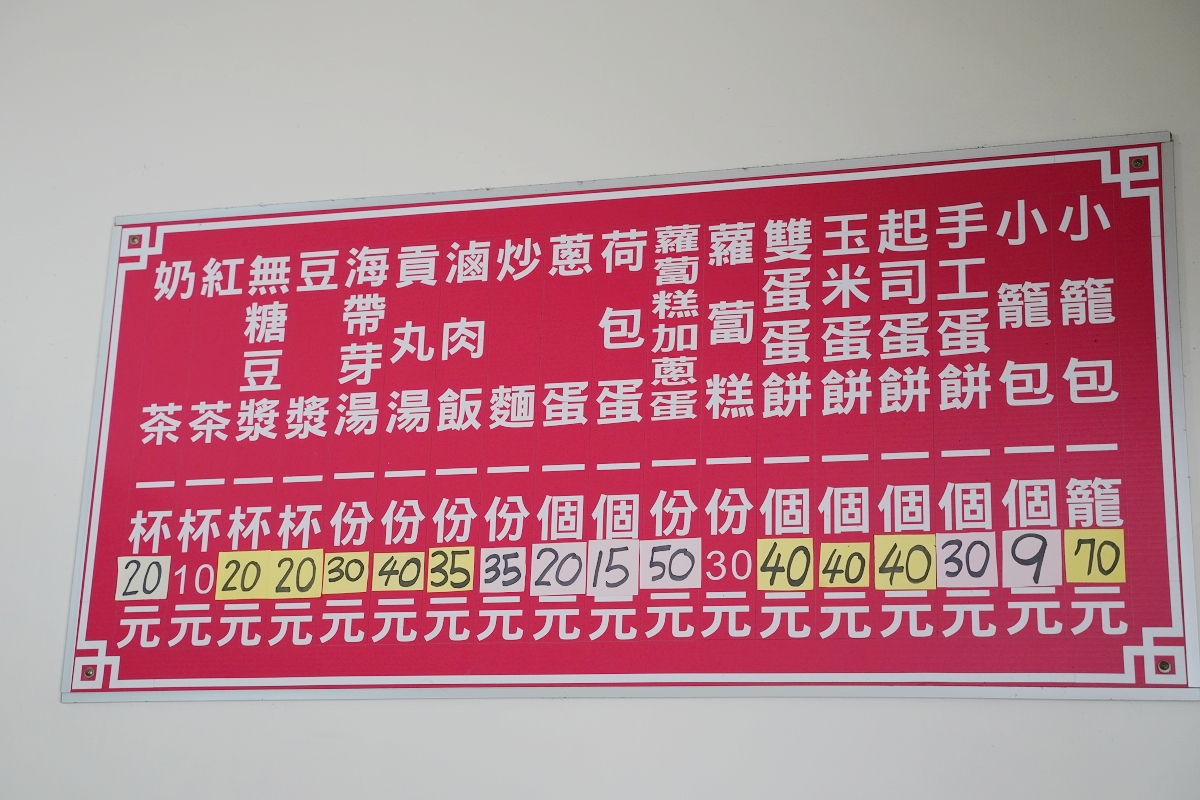 小籠包一籠70元
小籠包一個9元
手工蛋餅一個30元
起司蛋餅一個40元
玉米蛋餅一個40元
雙蛋蛋餅一個40元
蘿蔔糕一份30元
蘿蔔糕加蔥蛋一份50元
荷包蛋一個15元
蔥蛋一個20元
炒麵一份35元
滷肉飯一份35元
貢丸湯一份40元
海帶芽湯一份30元
豆漿一杯20元
無糖豆漿一杯20元
紅茶一杯10元
奶茶一杯20元